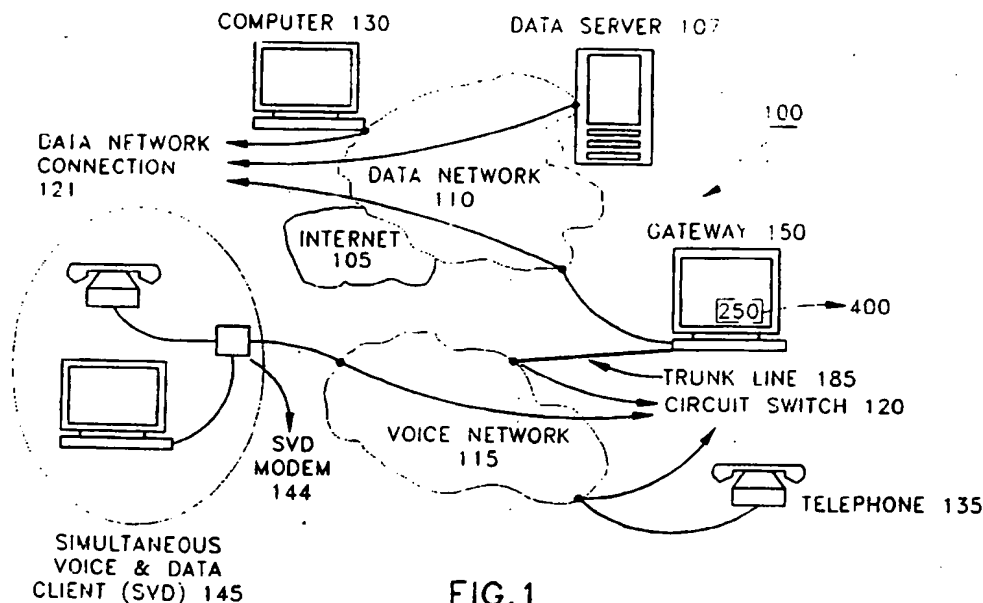 COMPUTER 130
DATA SERVER 107
100
DATA NETWORK
CONNECTION
121
DATA NETWORK
110
INTERNET
105
GATEWAY 150
250
400
TRUNK LINE 185
CIRCUIT SWITCH 120
VOICE NETWORK
115
SVD
MODEM
144
TELEPHONE 135
SIMULTANEOUS
VOICE & DATA
CLIENT (SVD) 145
FIG.1